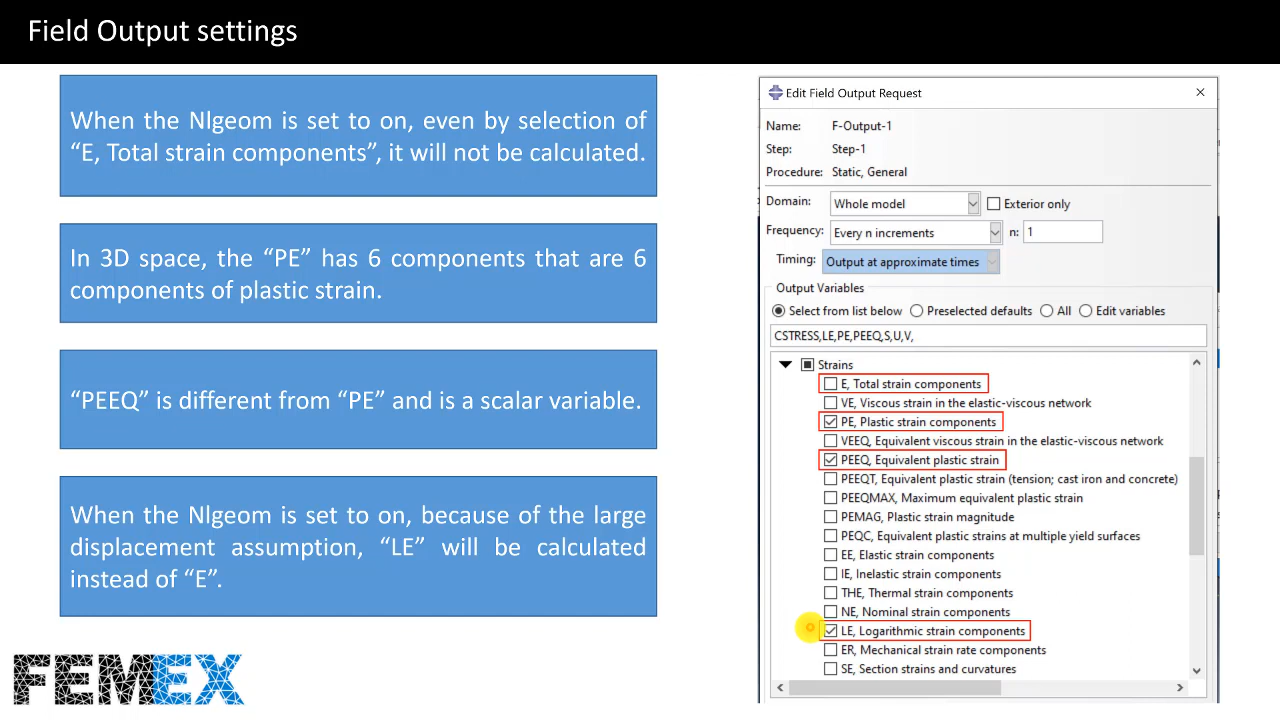 Field Output settings
When the Nlgeom is set to on, even by selection of
“E, Total strain components”, it will not be calculated.
In 3D space, the “PE” has 6 components that are 6
components of plastic strain.
“PEEQ” is different from “PE” and is a scalar variable.
When the Nlgeom is set to on, because of the large
displacement assumption, “LE” will be calculated
instead of “E”.
FEMEX
Edit Field Output Request
Name: F-Output-1
Step: Step-1
Procedure: Static, General
Domain: Whole model Exterior only
Frequency: Every n increments n: 1
Timing: Output at approximate times
Output Variables
Select from list below Preselected defaults All Edit variables
CSTRESS,LE,PE,PEEQ,S,U,V,
Strains
E, Total strain components
VE, Viscous strain in the elastic-viscous network
PE, Plastic strain components
VEEQ, Equivalent viscous strain in the elastic-viscous network
PEEQ, Equivalent plastic strain
PEEQT, Equivalent plastic strain (tension; cast iron and concrete)
PEEQMAX, Maximum equivalent plastic strain
PEMAG, Plastic strain magnitude
PEQC, Equivalent plastic strains at multiple yield surfaces
EE, Elastic strain components
IE, Inelastic strain components
THE, Thermal strain components
NE, Nominal strain components
LE, Logarithmic strain components
ER, Mechanical strain rate components
SE, Section strains and curvatures